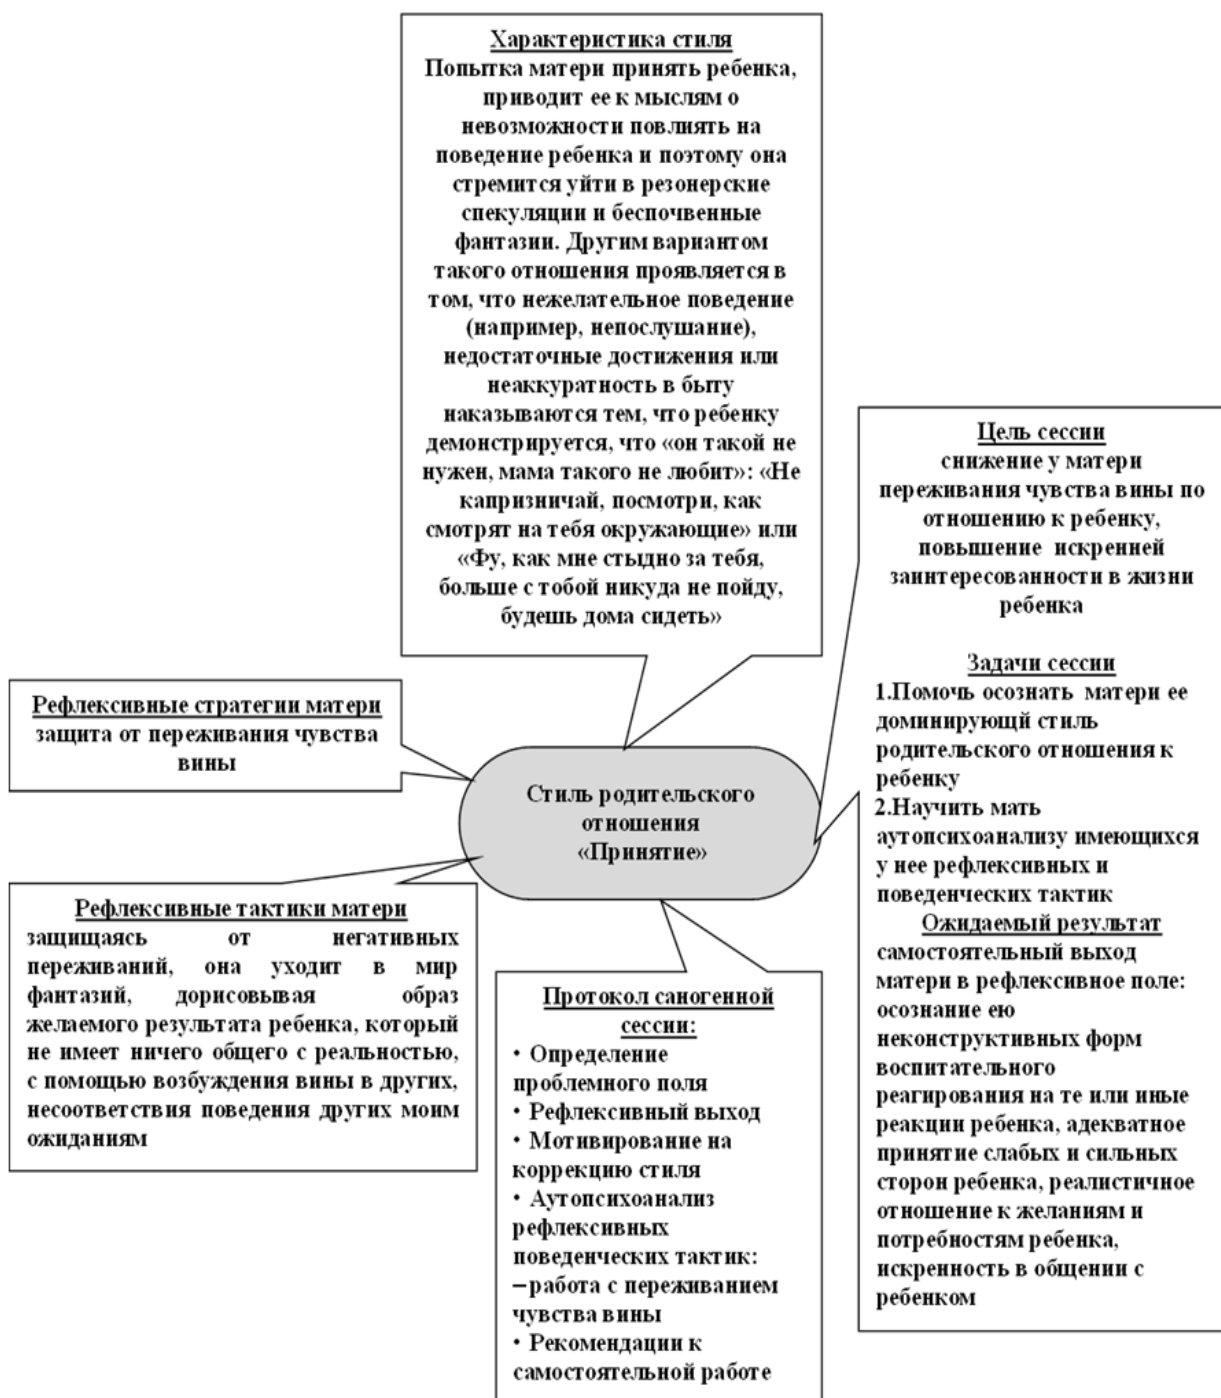 Характеристика стиля
Попытка матери принять ребенка,
приводит ее к мыслям о
невозможности повлиять на
поведение ребенка и поэтому она
стремится уйти в резонерские
спекуляции и беспочвенные
фантазии. Другим вариантом
такого отношения проявляется в
том, что нежелательное поведение
(например, непослушание),
недостаточные достижения или
неаккуратность в быту
наказываются тем, что ребенку
демонстрируется, что «он такой не
нужен, мама такого не любит»: «Не
капризничай, посмотри, как
смотрят на тебя окружающие» или
«Фу, как мне стыдно за тебя,
больше с тобой никуда не пойду,
будешь дома сидеть»
Рефлексивные стратегии матери
защита от переживания чувства
вины
Стиль родительского
отношения
«Принятие»
Цель сессии
снижение у матери
переживания чувства вины по
отношению к ребенку,
повышение искренней
заинтересованности в жизни
ребенка
Задачи сессии
1.Помочь осознать матери ее
доминирующй стиль
родительского отношения к
ребенку
2.Научить мать
аутопсихоанализу имеющихся
у нее рефлексивных и
поведенческих тактик
Ожидаемый результат
самостоятельный выход
матери в рефлексивное поле:
осознание ею
неконструктивных форм
воспитательного
реагирования на те или иные
реакции ребенка, адекватное
принятие слабых и сильных
сторон ребенка, реалистичное
отношение к желаниям и
потребностям ребенка,
искренность в общении с
ребенком
Рефлексивные тактики матери
защищаясь от негативных
переживаний, она уходит в мир
фантазий, дорисовывая образ
желаемого результата ребенка, который
не имеет ничего общего с реальностью,
с помощью возбуждения вины в других,
несоответствия поведения других моим
ожиданиям
Протокол саногенной
сессии:
• Определение
проблемного поля
• Рефлексивный выход
• Мотивирование на
коррекцию стиля
• Аутопсихоанализ
рефлексивных
поведенческих тактик:
–работа с переживанием
чувства вины
• Рекомендации к
самостоятельной работе